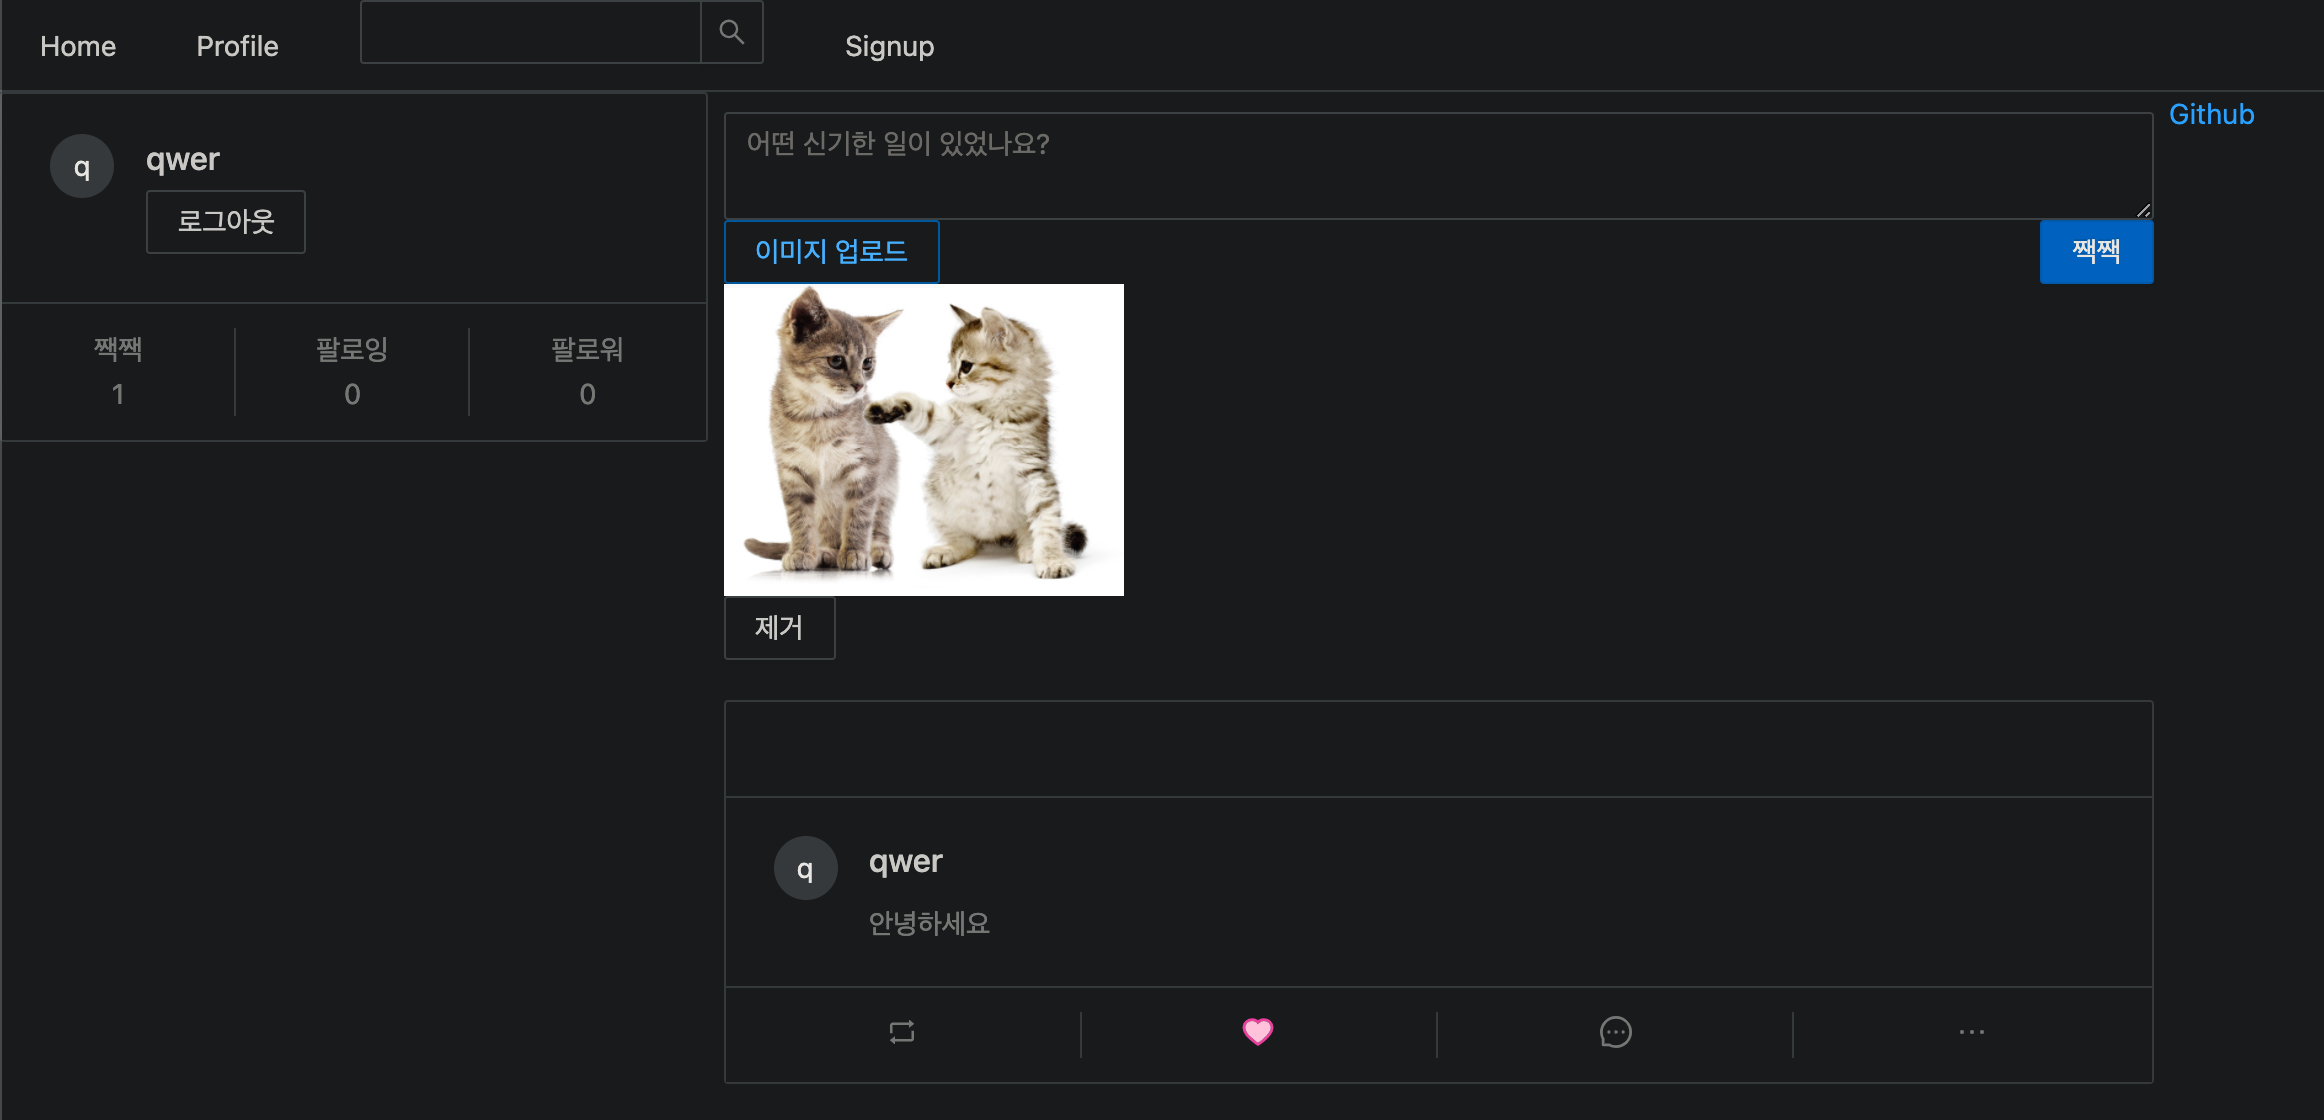 Home
Profile
Signup
q
qwer
로그아웃
짹짹
1
팔로잉
0
팔로워
0
어떤 신기한 일이 있었나요?
이미지 업로드
짹짹
제거
q
qwer
안녕하세요
Github